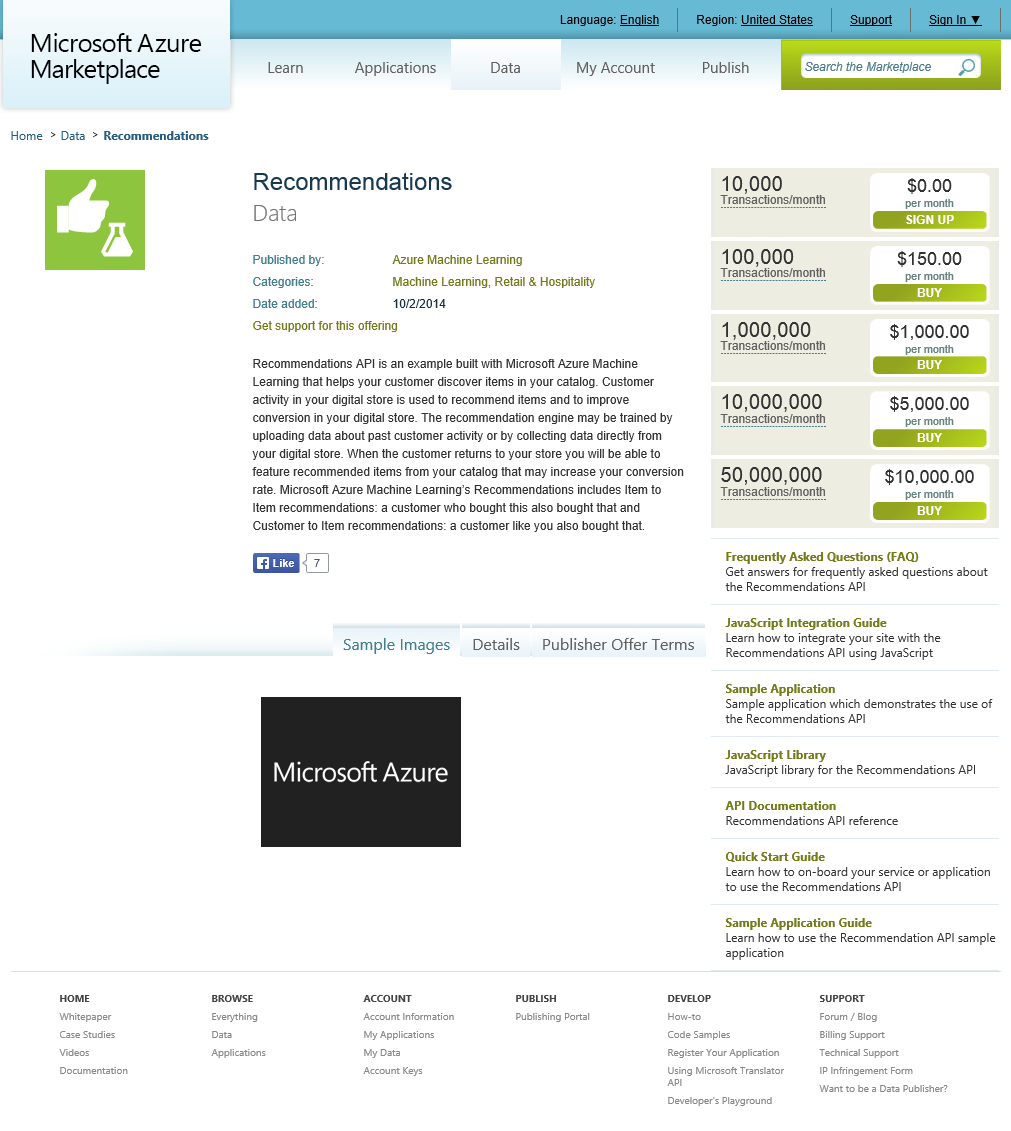 Language: English
Region: United States
Support
Sign In ▼
Microsoft Azure
Marketplace
Learn
Applications
Data
My Account
Publish
Search the Marketplace
Home > Data > Recommendations
Recommendations
Data
Published by: Azure Machine Learning
Categories: Machine Learning, Retail & Hospitality
Date added: 10/2/2014
Get support for this offering
Recommendations API is an example built with Microsoft Azure Machine
Learning that helps your customer discover items in your catalog. Customer
activity in your digital store is used to recommend items and to improve
conversion in your digital store. The recommendation engine may be trained by
uploading data about past customer activity or by collecting data directly from
your digital store. When the customer returns to your store you will be able to
feature recommended items from your catalog that may increase your conversion
rate. Microsoft Azure Machine Learning's Recommendations includes Item to
Item recommendations: a customer who bought this also bought that and
Customer to Item recommendations: a customer like you also bought that.
Like 7
Sample Images
Details
Publisher Offer Terms
Microsoft Azure
10,000
Transactions/month
$0.00
per month
SIGN UP
100,000
Transactions/month
$150.00
per month
BUY
1,000,000
Transactions/month
$1,000.00
per month
BUY
10,000,000
Transactions/month
$5,000.00
per month
BUY
50,000,000
Transactions/month
$10,000.00
per month
BUY
Frequently Asked Questions (FAQ)
Get answers for frequently asked questions about
the Recommendations API
JavaScript Integration Guide
Learn how to integrate your site with the
Recommendations API using JavaScript
Sample Application
Sample application which demonstrates the use of
the Recommendations API
JavaScript Library
JavaScript library for the Recommendations API
API Documentation
Recommendations API reference
Quick Start Guide
Learn how to on-board your service or application
to use the Recommendations API
Sample Application Guide
Learn how to use the Recommendation API sample
application
HOME
Whitepaper
Case Studies
Videos
Documentation
BROWSE
Everything
Data
Applications
ACCOUNT
Account Information
My Applications
My Data
Account Keys
PUBLISH
Publishing Portal
DEVELOP
How-to
Code Samples
Register Your Application
Using Microsoft Translator
API
Developer's Playground
SUPPORT
Forum / Blog
Billing Support
Technical Support
IP Infringement Form
Want to be a Data Publisher?